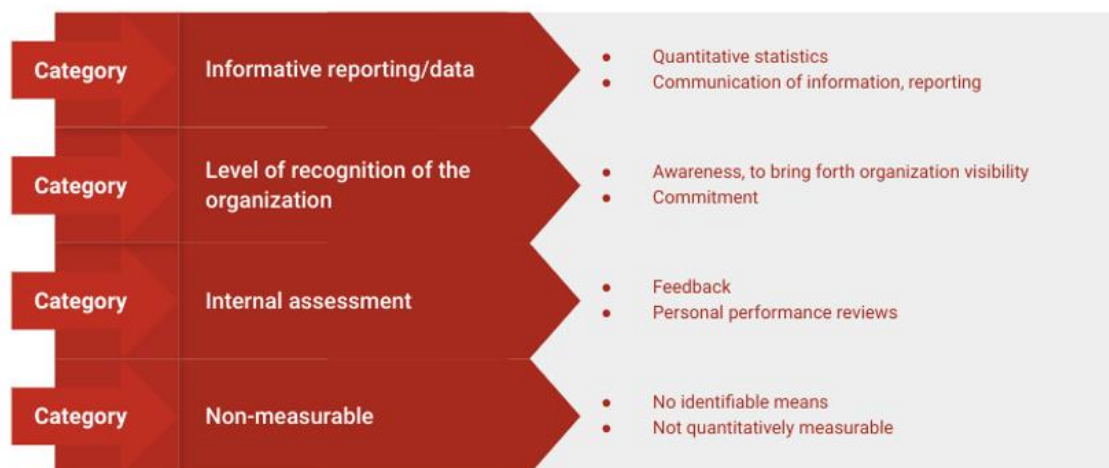 Category
Informative reporting/data
● Quantitative statistics
● Communication of information, reporting
Category
Level of recognition of the
organization
● Awareness, to bring forth organization visibility
● Commitment
Category
Internal assessment
● Feedback
● Personal performance reviews
Category
Non-measurable
● No identifiable means
● Not quantitatively measurable